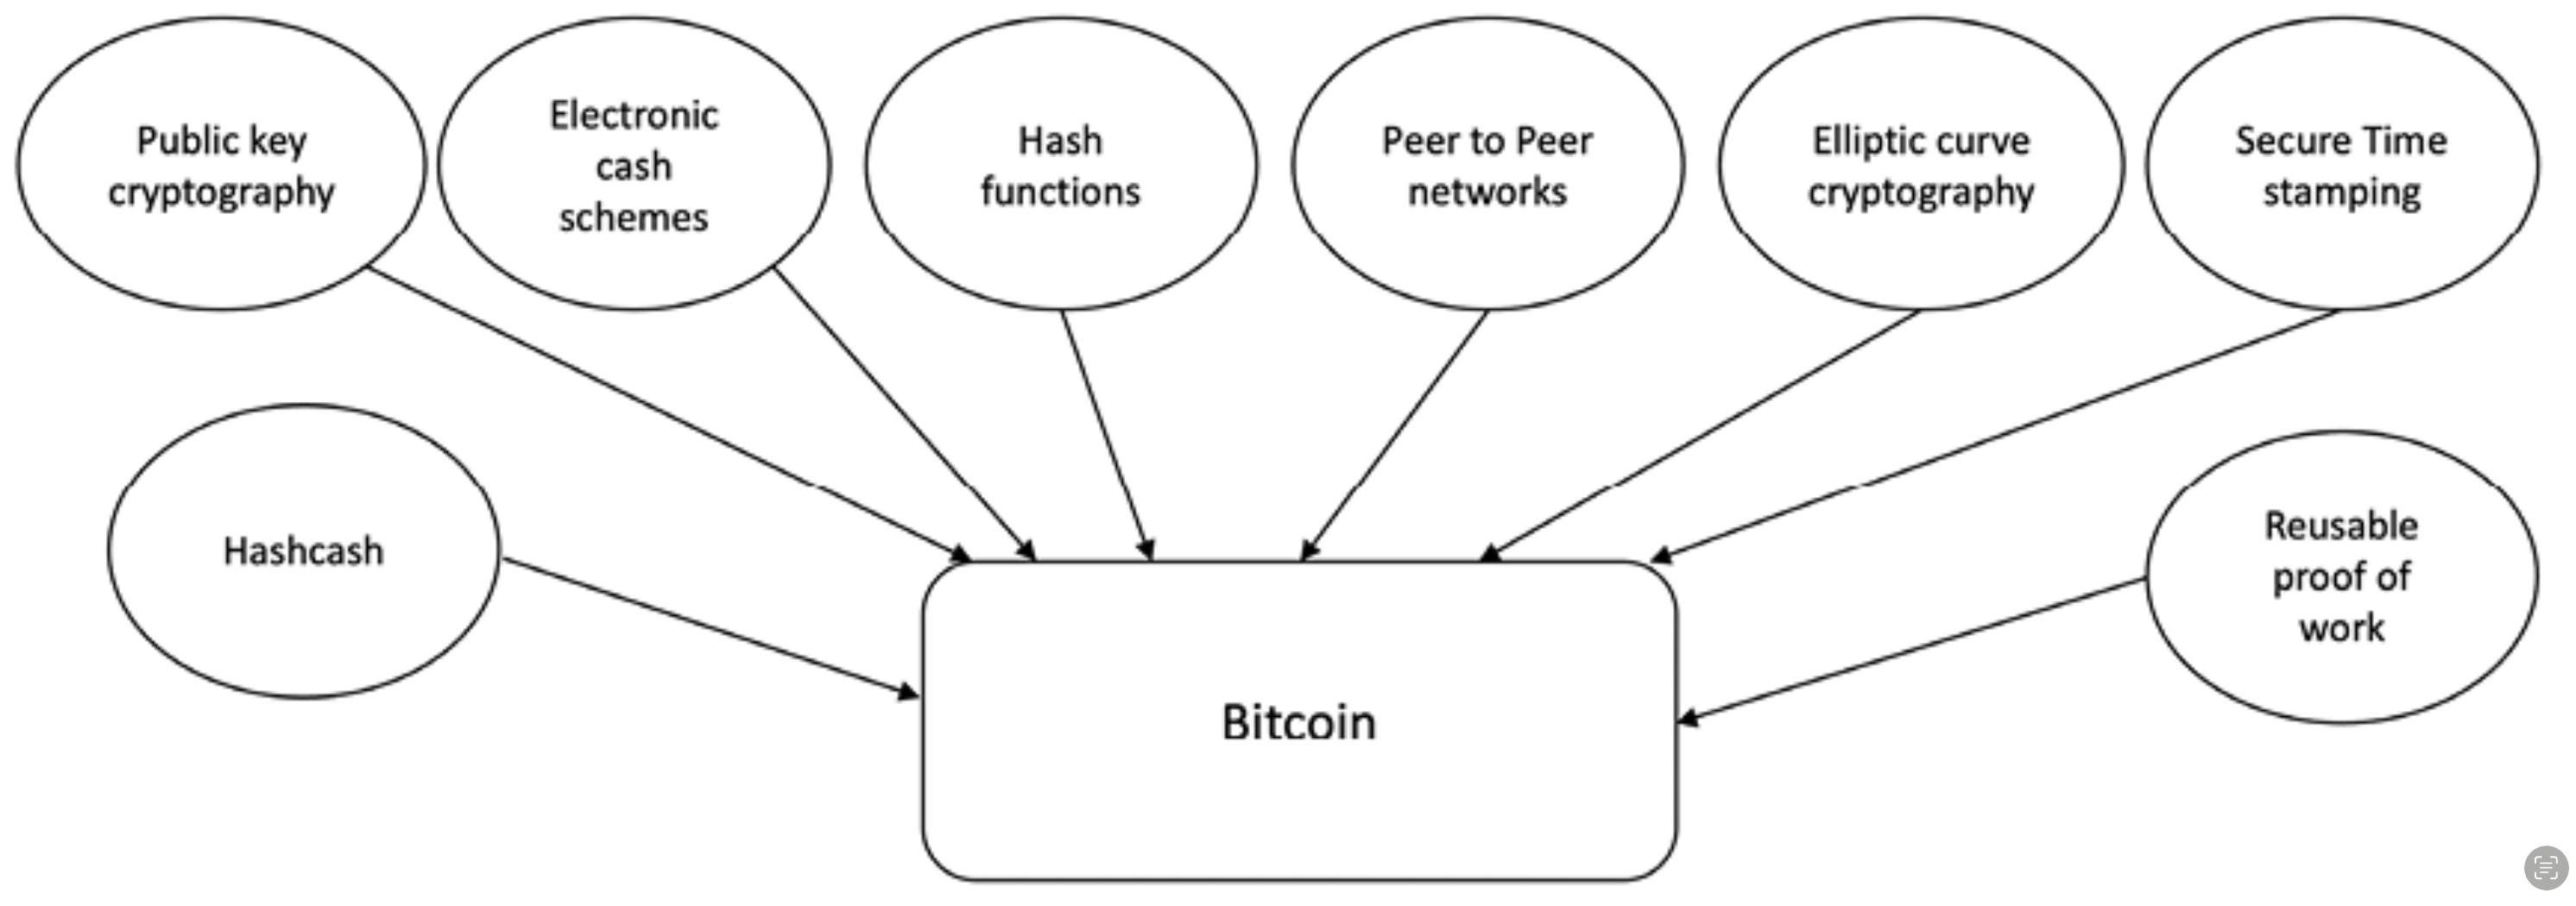 Public key
cryptography
Electronic
cash
schemes
Hash
functions
Peer to Peer
networks
Elliptic curve
cryptography
Secure Time
stamping
Hashcash
Reusable
proof of
work
Bitcoin